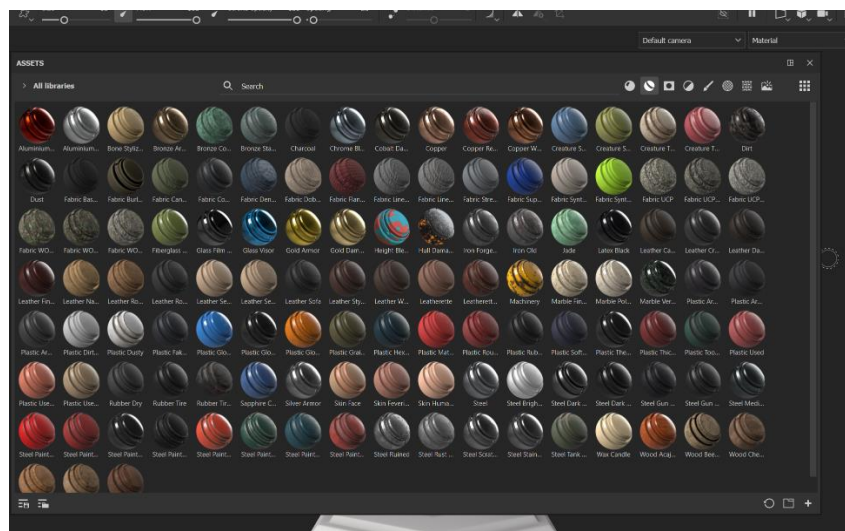 Default camera
Material
ASSETS
All libraries
Search
Aluminium... Aluminium... Bone Styliz... Bronze Ar... Bronze Co... Bronze Sta... Charcoal Chrome Bl... Cobalt Da... Copper Copper Re... Copper W... Creature S... Creature S... Creature T... Creature T... Dirt
Dust Fabric Bas... Fabric Burl... Fabric Can... Fabric Co... Fabric Den... Fabric Dob... Fabric Flan... Fabric Line... Fabric Line... Fabric Stre... Fabric Sup... Fabric Synt... Fabric Synt... Fabric UCP Fabric UCP... Fabric UCP...
Fabric WO... Fabric WO... Fabric WO... Fiberglass ... Glass Film ... Glass Visor Gold Armor Gold Dam... Height Ble... Hull Dama... Iron Forge... Iron Old Jade Latex Black Leather Ca... Leather Cr... Leather Da...
Leather Fin... Leather Na... Leather Ro... Leather Ro... Leather Se... Leather Se... Leather Sofa Leather Sty... Leather W... Leatherette Leatherett... Machinery Marble Fin... Marble Pol... Marble Ver... Plastic Ar... Plastic Ar...
Plastic Ar... Plastic Dirt... Plastic Dusty Plastic Fak... Plastic Glo... Plastic Glo... Plastic Glo... Plastic Grai... Plastic Hex... Plastic Mat... Plastic Rou... Plastic Rub... Plastic Soft... Plastic The... Plastic Thic... Plastic Too... Plastic Used
Plastic Use... Plastic Use... Rubber Dry Rubber Tire Rubber Tir... Sapphire C... Silver Armor Skin Face Skin Feveri... Skin Huma... Steel Steel Brigh... Steel Dark ... Steel Dark ... Steel Gun ... Steel Gun ... Steel Medi...
Steel Paint... Steel Paint... Steel Paint... Steel Paint... Steel Paint... Steel Paint... Steel Paint... Steel Paint... Steel Ruined Steel Rust ... Steel Scrat... Steel Stain... Steel Tank ... Wax Candle Wood Acaj... Wood Bee... Wood Che...